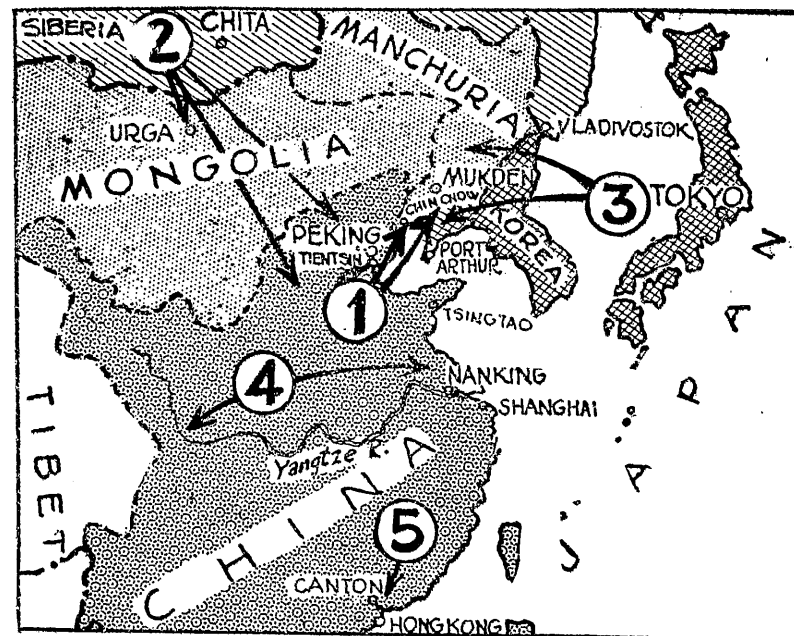 SIBERIA
2
CHITA
MANCHURIA
URGA
VLADIVOSTOK
MONGOLIA
MUKDEN
CHINCHOW
3
TOKYO
PEKING
TIENTSIN
KOREA
PORT
ARTHUR
1
TSINGTAO
JAPAN
4
NANKING
SHANGHAI
TIBET
Yangtze R.
CHINA
5
CANTON
HONGKONG